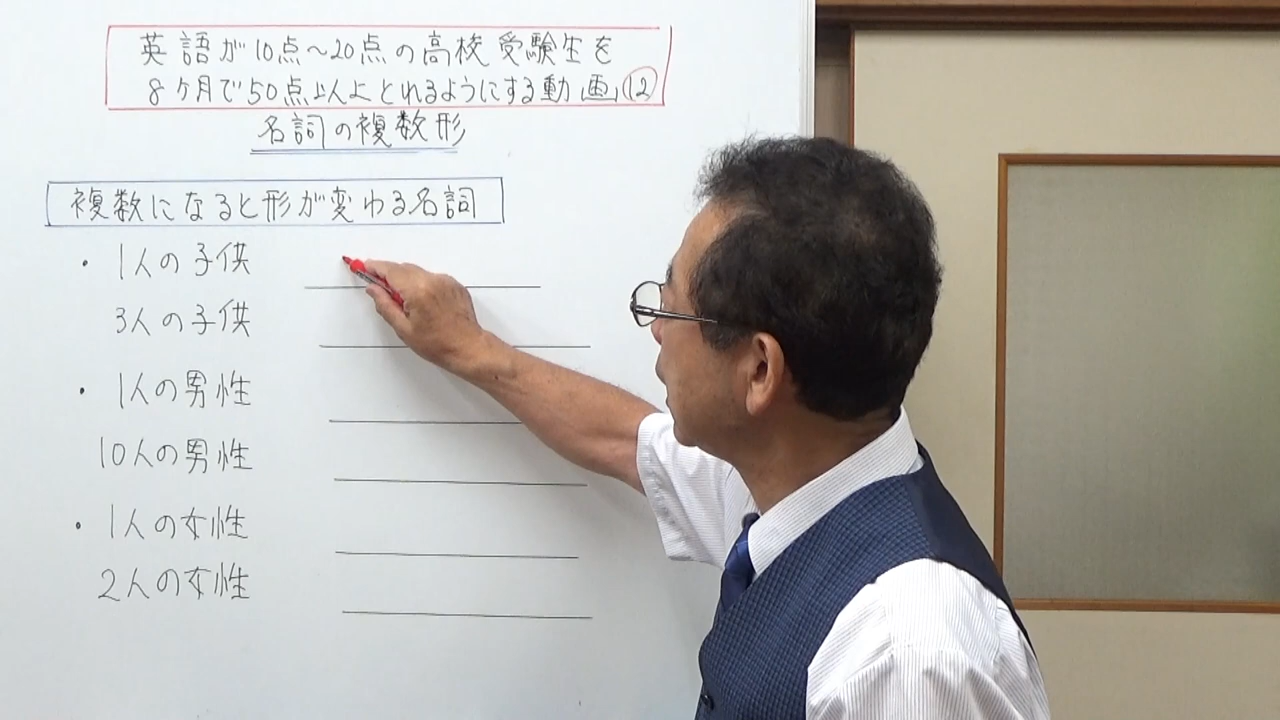 英語が10点～20点の高校受験生を
8ヶ月で50点以上とれるようにする動画⑫
名詞の複数形
複数になると形が変わる名詞
・1人の子供
3人の子供
・1人の男性
10人の男性
・1人の女性
2人の女性